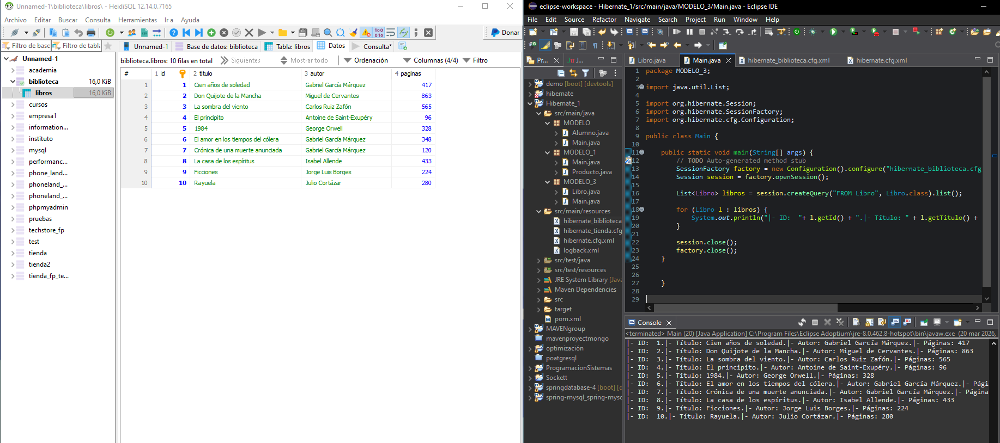 Unnamed-1\biblioteca\libros\ - HeidiSQL 12.14.0.7165
Archivo Editar Buscar Consulta Herramientas Ir a Ayuda
Donar
Filtro de base
Filtro de tabla
Unnamed-1
Base de datos: biblioteca
Tabla: libros
Datos
Consulta*
Unnamed-1
academia
biblioteca 16,0 KiB
libros 16,0 KiB
cursos
empresa1
information...
instituto
mysql
performanc...
phone_land...
phoneland_...
phoneland_...
phpmyadmin
pruebas
techstore_fp
test
tienda
tienda2
tienda_fp_te...
biblioteca.libros: 10 filas en total
Siguientes
Mostrar todo
Ordenación
Columnas (4/4)
Filtro
# 1 id 2 titulo 3 autor 4 paginas
1 1 Cien años de soledad Gabriel García Márquez 417
2 2 Don Quijote de la Mancha Miguel de Cervantes 863
3 3 La sombra del viento Carlos Ruiz Zafón 565
4 4 El principito Antoine de Saint-Exupéry 96
5 5 1984 George Orwell 328
6 6 El amor en los tiempos del cólera Gabriel García Márquez 348
7 7 Crónica de una muerte anunciada Gabriel García Márquez 120
8 8 La casa de los espíritus Isabel Allende 433
9 9 Ficciones Jorge Luis Borges 224
10 10 Rayuela Julio Cortázar 280
eclipse-workspace - Hibernate_1/src/main/java/MODELO_3/Main.java - Eclipse IDE
File Edit Source Refactor Navigate Search Project Run Window Help
Pr...
J...
demo [boot] [devtools]
hibernate
Hibernate_1
src/main/java
MODELO
Alumno.java
Main.java
MODELO_1
Main.java
Producto.java
MODELO_3
Libro.java
Main.java
src/main/resources
hibernate_biblioteca
hibernate_tienda.cfg
hibernate.cfg.xml
logback.xml
src/test/java
src/test/resources
JRE System Library [Java
Maven Dependencies
src
target
pom.xml
MAVENgroup
mavenproyectmongo
optimización
poatgresql
ProgramacionSistemas
Sockett
springdatabase-4 [boot] [d
spring-mysql_spring-mysq
Libro.java
Main.java
hibernate_biblioteca.cfg.xml
hibernate.cfg.xml
1 package MODELO_3;
2
3 import java.util.List;
4
5 import org.hibernate.Session;
6 import org.hibernate.SessionFactory;
7 import org.hibernate.cfg.Configuration;
8
9 public class Main {
10
11 public static void main(String[] args) {
12 // TODO Auto-generated method stub
13 SessionFactory factory = new Configuration().configure("hibernate_biblioteca.cfg
14 Session session = factory.openSession();
15
16 List<Libro> libros = session.createQuery("FROM Libro", Libro.class).list();
17
18 for (Libro l : libros) {
19 System.out.println("|- ID:  "+ l.getId() + ".|- Título: " + l.getTitulo() +
20 }
21
22 session.close();
23 factory.close();
24 }
25
26
27 }
28
29
Console
<terminated> Main (20) [Java Application] C:\Program Files\Eclipse Adoptium\jre-8.0.462.8-hotspot\bin\javaw.exe (20 mar 2026,
|- ID:  1.|- Título: Cien años de soledad.|- Autor: Gabriel García Márquez.|- Páginas: 417
|- ID:  2.|- Título: Don Quijote de la Mancha.|- Autor: Miguel de Cervantes.|- Páginas: 863
|- ID:  3.|- Título: La sombra del viento.|- Autor: Carlos Ruiz Zafón.|- Páginas: 565
|- ID:  4.|- Título: El principito.|- Autor: Antoine de Saint-Exupéry.|- Páginas: 96
|- ID:  5.|- Título: 1984.|- Autor: George Orwell.|- Páginas: 328
|- ID:  6.|- Título: El amor en los tiempos del cólera.|- Autor: Gabriel García Márquez.|- Pági
|- ID:  7.|- Título: Crónica de una muerte anunciada.|- Autor: Gabriel García Márquez.|- Página
|- ID:  8.|- Título: La casa de los espíritus.|- Autor: Isabel Allende.|- Páginas: 433
|- ID:  9.|- Título: Ficciones.|- Autor: Jorge Luis Borges.|- Páginas: 224
|- ID:  10.|- Título: Rayuela.|- Autor: Julio Cortázar.|- Páginas: 280